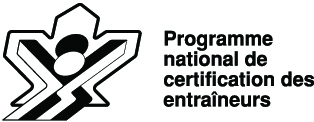 Programme
national de
certification des
entraîneurs